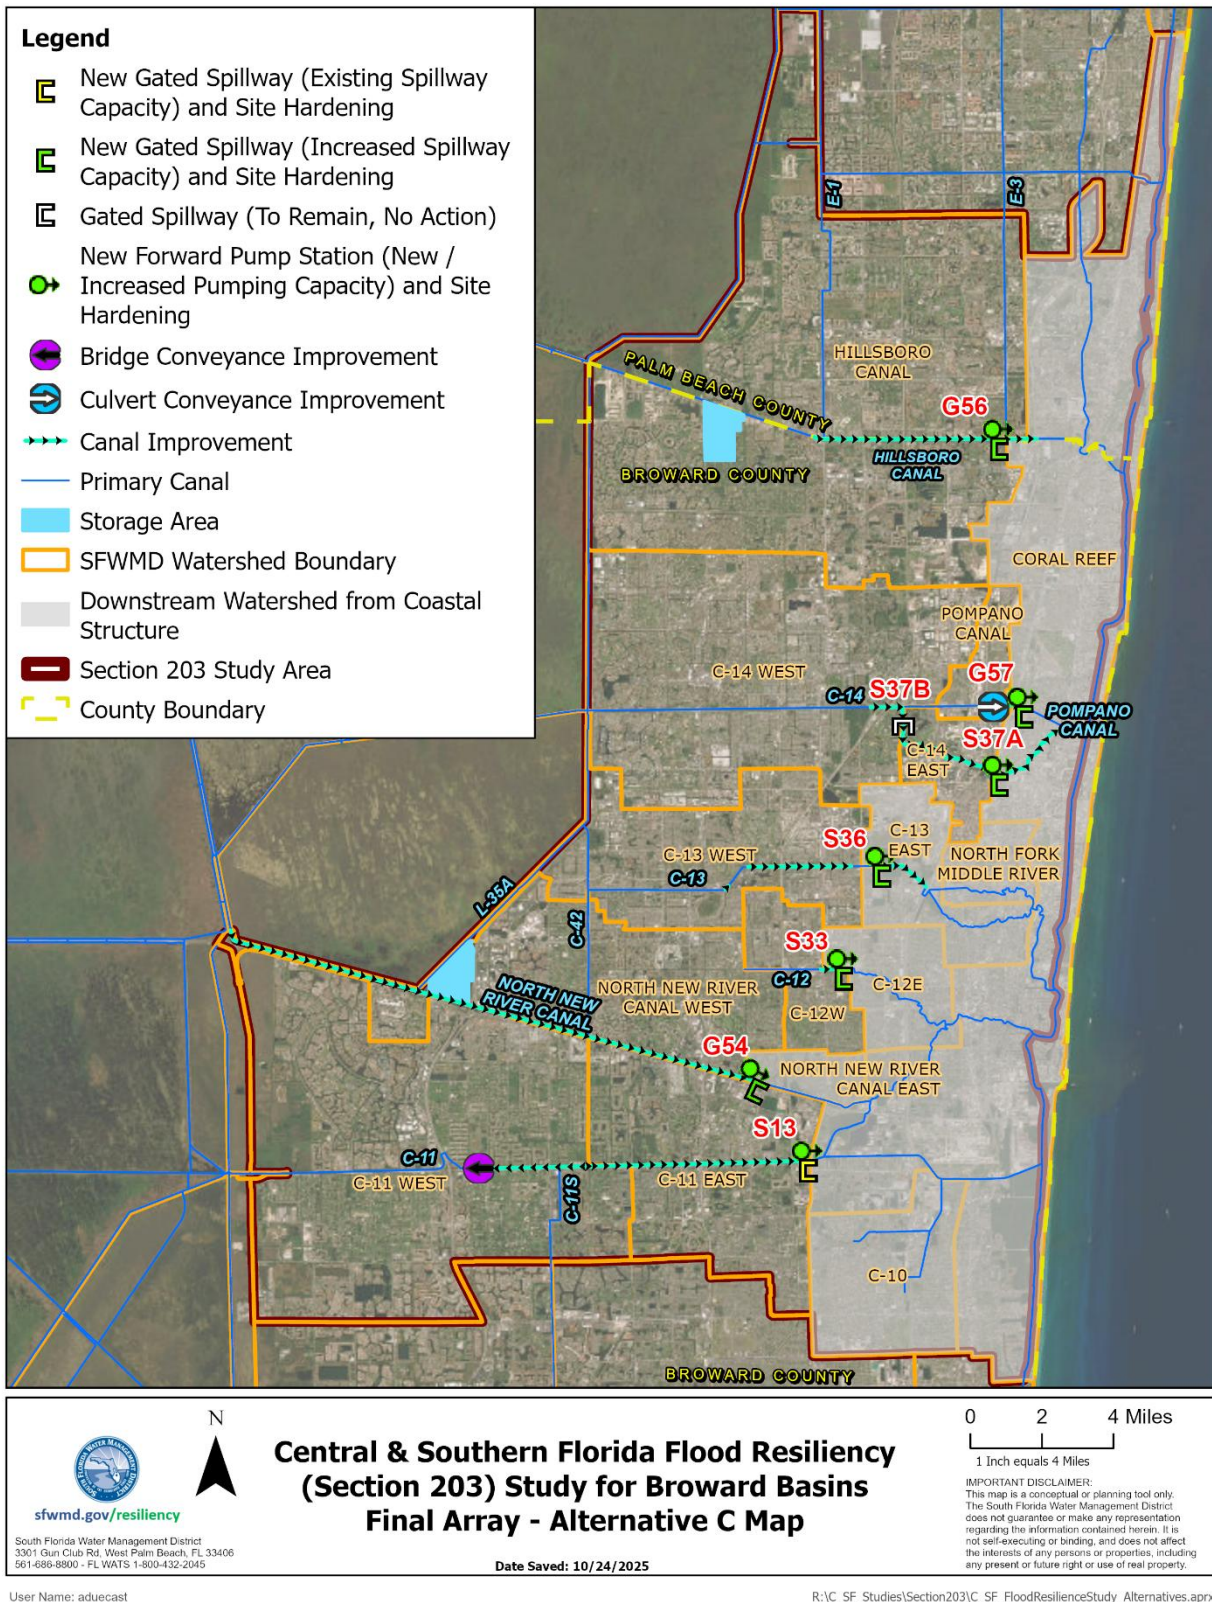 Legend
New Gated Spillway (Existing Spillway
Capacity) and Site Hardening
New Gated Spillway (Increased Spillway
Capacity) and Site Hardening
Gated Spillway (To Remain, No Action)
New Forward Pump Station (New /
Increased Pumping Capacity) and Site
Hardening
Bridge Conveyance Improvement
Culvert Conveyance Improvement
Canal Improvement
Primary Canal
Storage Area
SFWMD Watershed Boundary
Downstream Watershed from Coastal
Structure
Section 203 Study Area
County Boundary
E-1
E-3
HILLSBORO
CANAL
PALM BEACH COUNTY
G56
BROWARD COUNTY
HILLSBORO
CANAL
CORAL REEF
POMPANO
CANAL
C-14 WEST
G57
S37B
C-14
POMPANO
CANAL
S37A
C-14
EAST
S36
C-13
EAST
C-13 WEST
NORTH FORK
MIDDLE RIVER
C-13
L-35A
C-42
S33
C-12
C-12E
NORTH NEW
RIVER CANAL
NORTH NEW RIVER
CANAL WEST
C-12W
G54
NORTH NEW RIVER
CANAL EAST
S13
C-11
C-11 WEST
C-11S
C-11 EAST
C-10
BROWARD COUNTY
N
SOUTH FLORIDA WATER MANAGEMENT DISTRICT
sfwmd.gov/resiliency
South Florida Water Management District
3301 Gun Club Rd, West Palm Beach, FL 33406
561-686-8800 - FL WATS 1-800-432-2045
Central & Southern Florida Flood Resiliency
(Section 203) Study for Broward Basins
Final Array - Alternative C Map
Date Saved: 10/24/2025
0 2 4 Miles
1 Inch equals 4 Miles
IMPORTANT DISCLAIMER:
This map is a conceptual or planning tool only.
The South Florida Water Management District
does not guarantee or make any representation
regarding the information contained herein. It is
not self-executing or binding, and does not affect
the interests of any persons or properties, including
any present or future right or use of real property.
User Name: aduecast
R:\C_SF_Studies\Section203\C_SF_FloodResilienceStudy_Alternatives.aprx